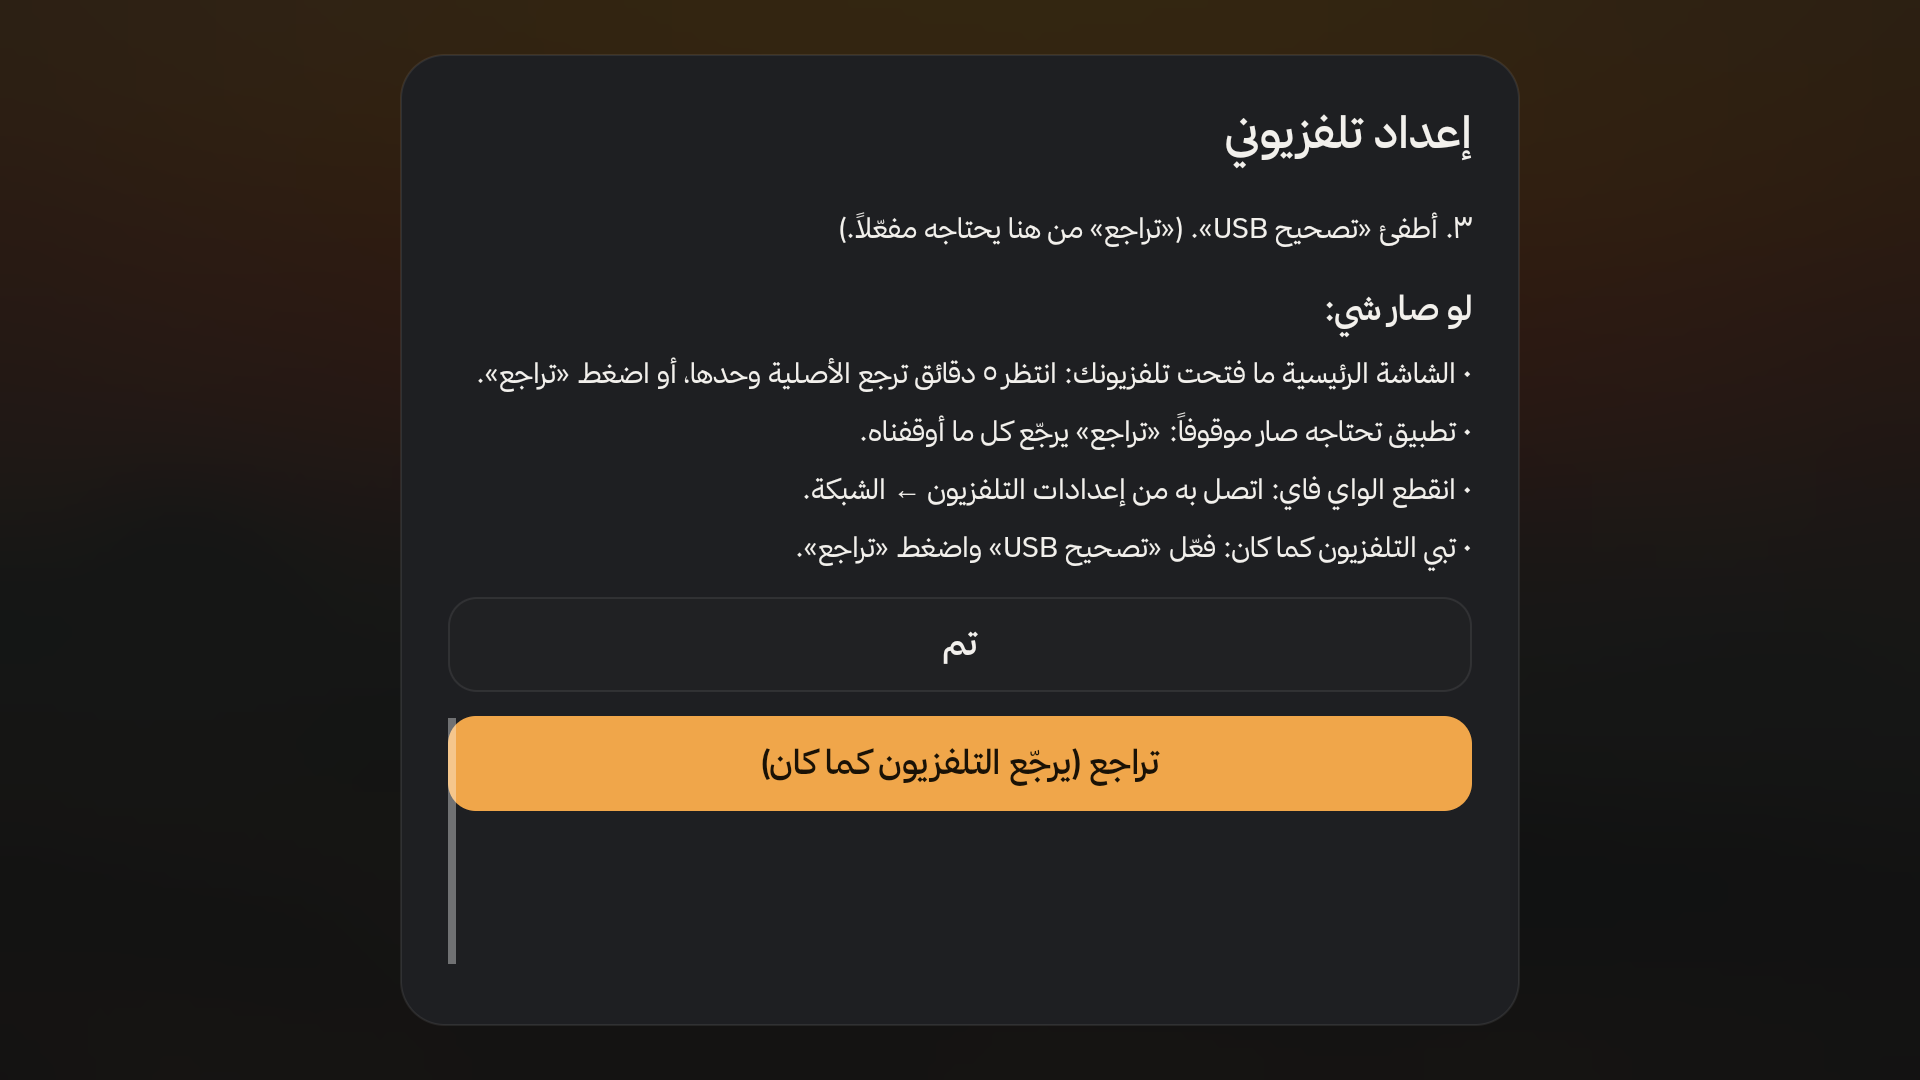 إعداد تلفزيوني
٣. أطفئ «تصحيح USB». («تراجع» من هنا يحتاجه مفعّلاً.)
لو صار شي:
• الشاشة الرئيسية ما فتحت تلفزيونك: انتظر ٥ دقائق ترجع الأصلية وحدها، أو اضغط «تراجع».
• تطبيق تحتاجه صار موقوفاً: «تراجع» يرجّع كل ما أوقفناه.
• انقطع الواي فاي: اتصل به من إعدادات التلفزيون ← الشبكة.
• تبي التلفزيون كما كان: فعّل «تصحيح USB» واضغط «تراجع».
تم
تراجع (يرجّع التلفزيون كما كان)